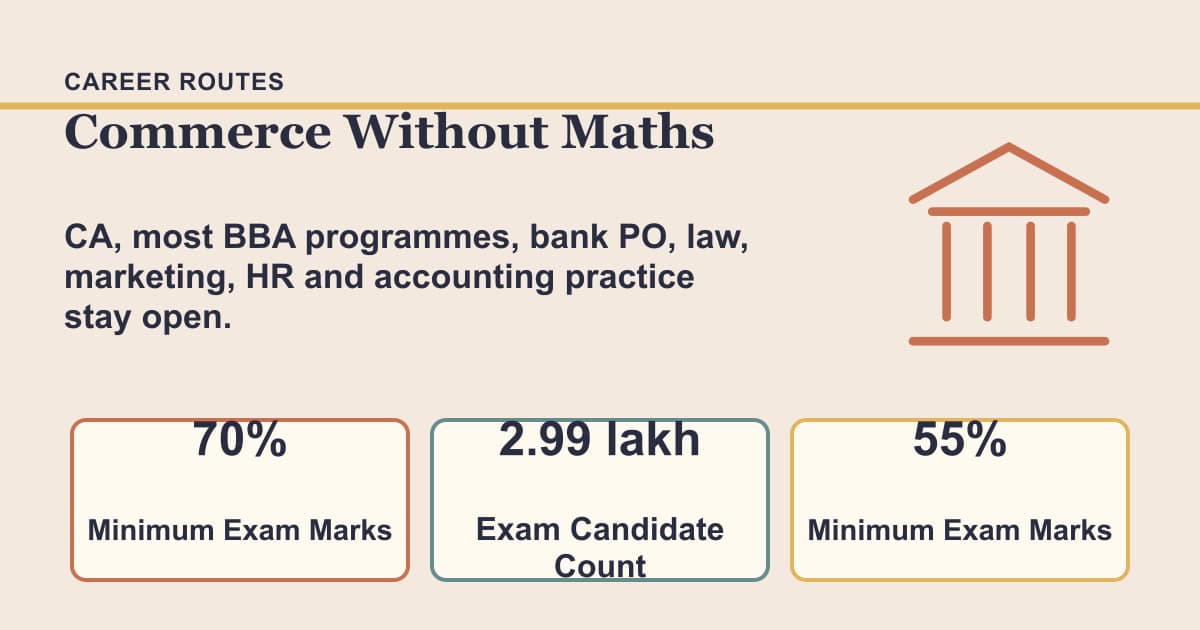 CAREER ROUTES
Commerce Without Maths
CA, most BBA programmes, bank PO, law,
marketing, HR and accounting practice
stay open.
70%
Minimum Exam Marks
2.99 lakh
Exam Candidate
Count
55%
Minimum Exam Marks